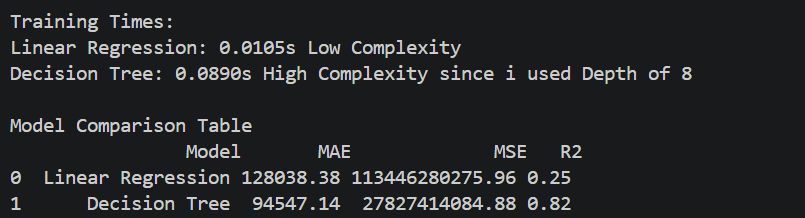 Training Times:
Linear Regression: 0.0105s Low Complexity
Decision Tree: 0.0890s High Complexity since i used Depth of 8
Model Comparison Table
Model MAE MSE R2
0 Linear Regression 128038.38 113446280275.96 0.25
1 Decision Tree 94547.14 27827414084.88 0.82